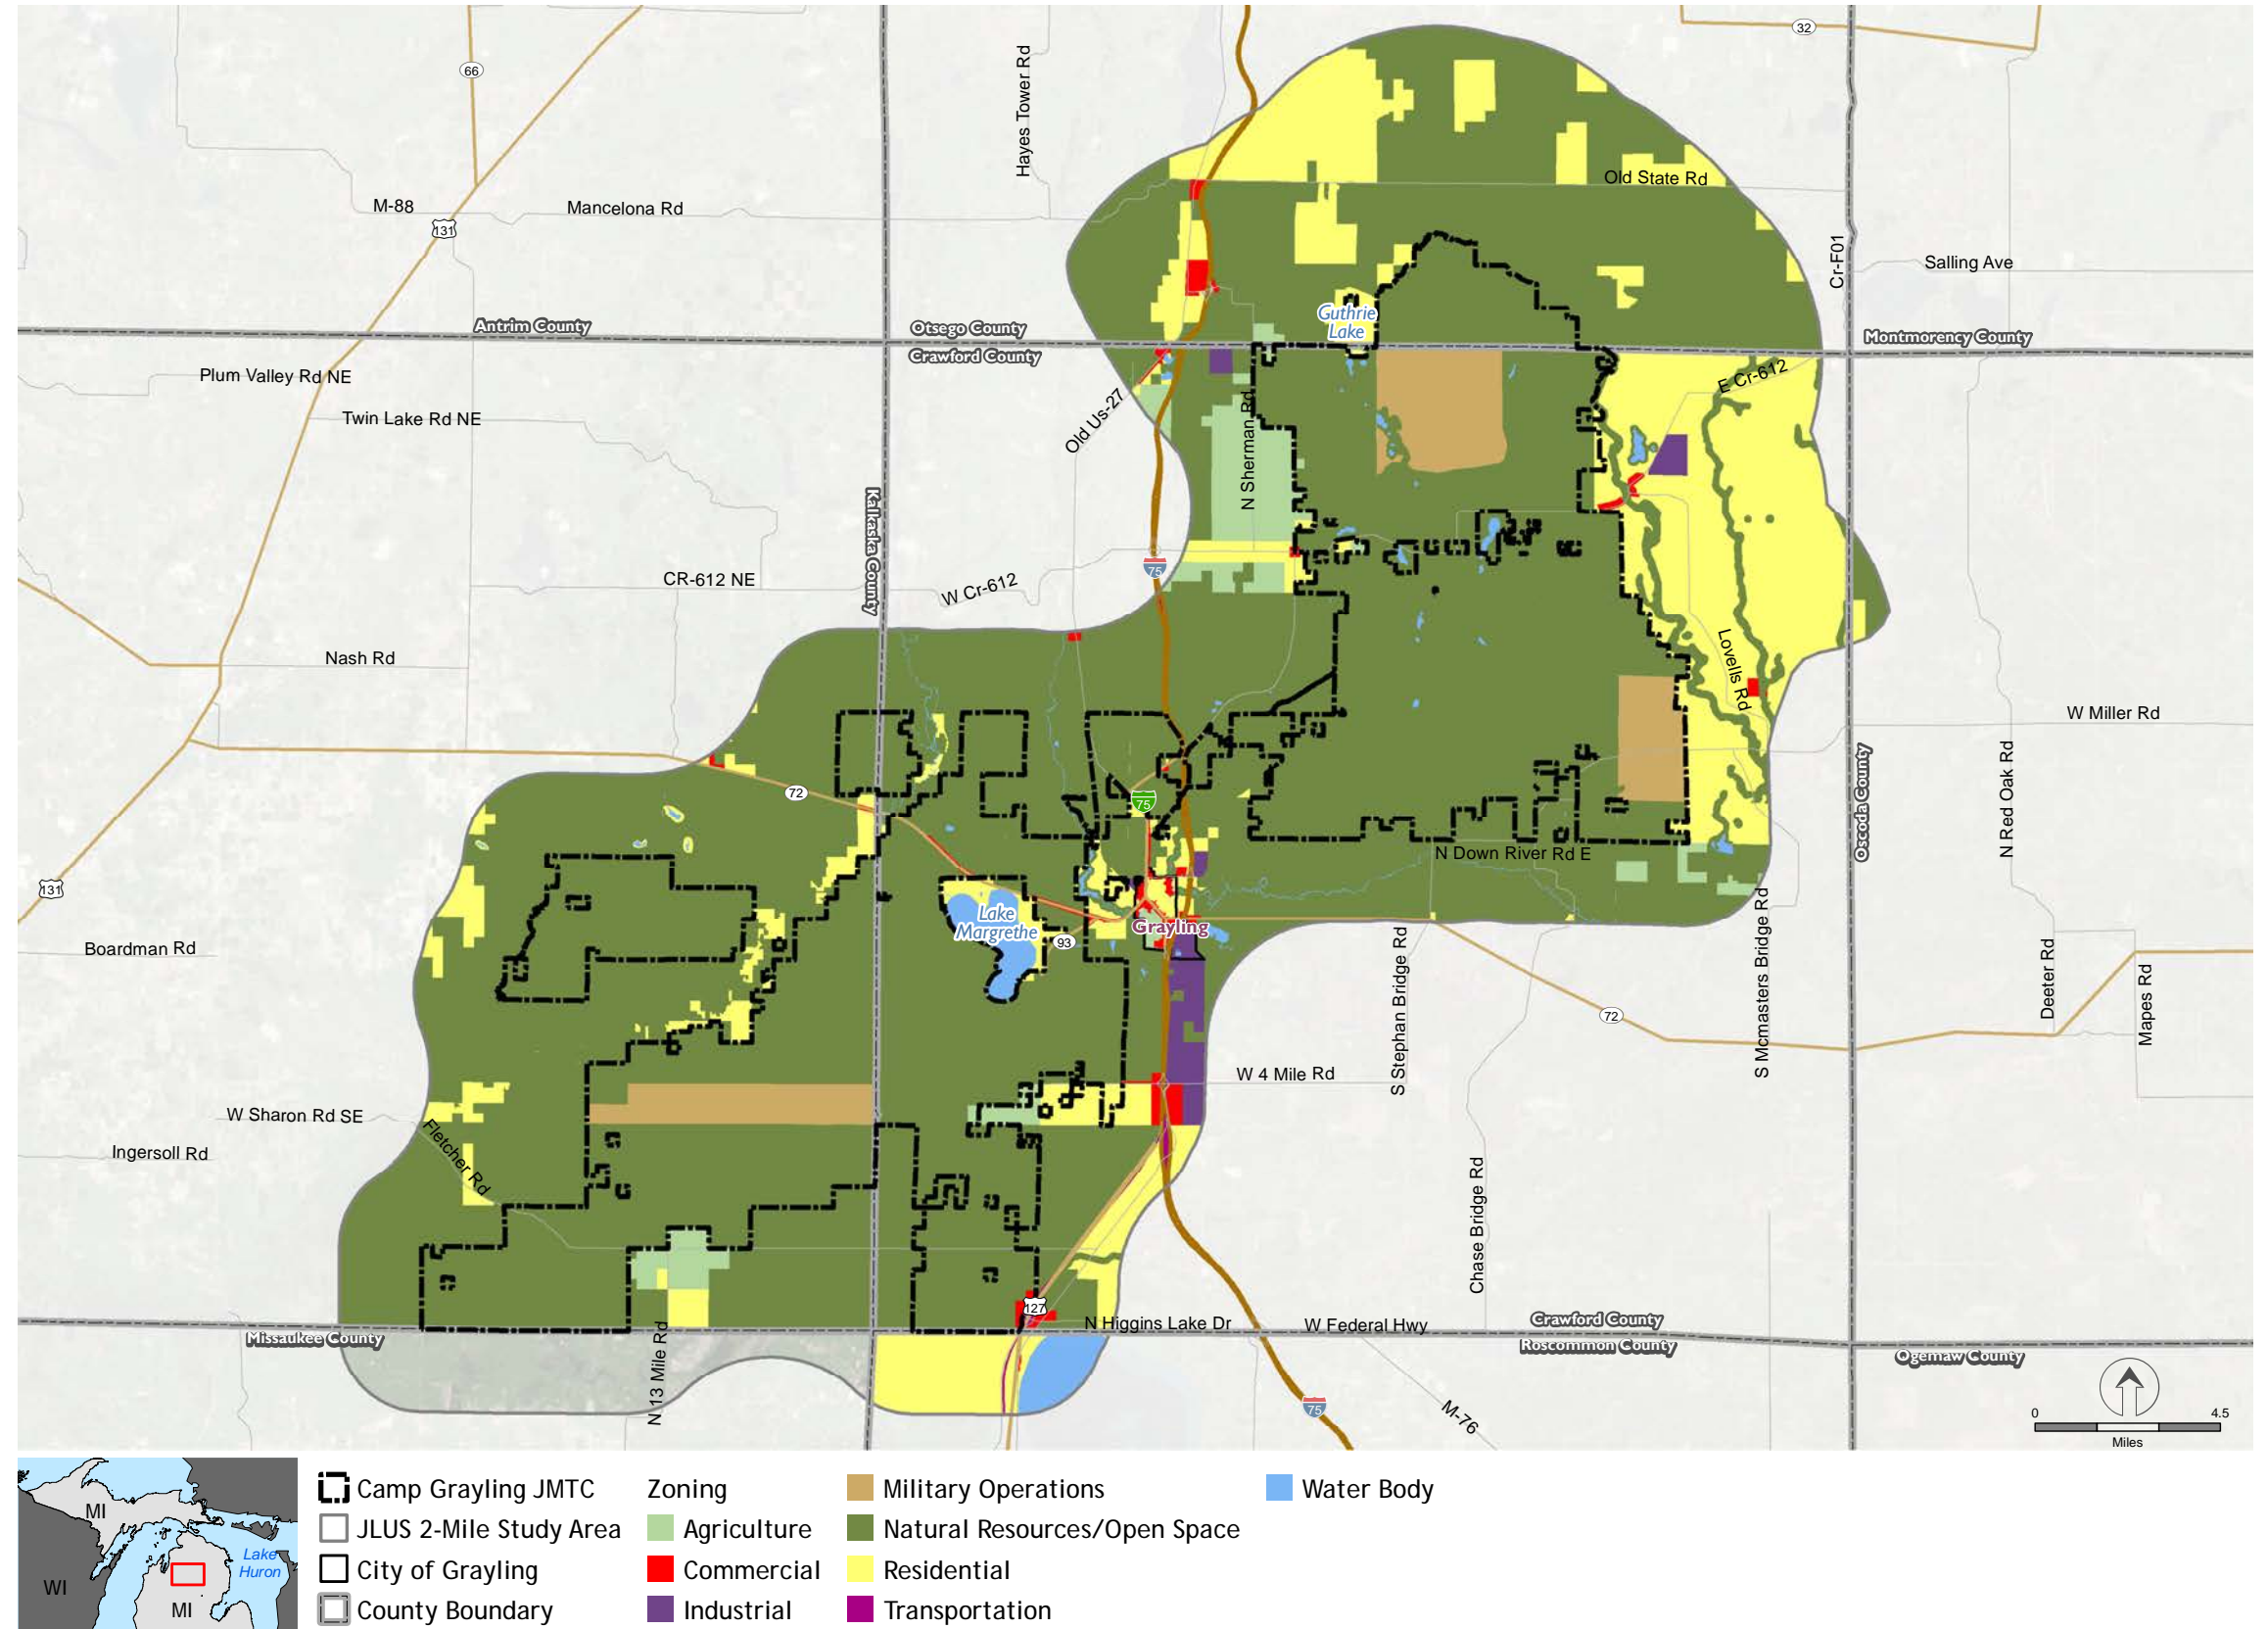 32
66
Hayes Tower Rd
Old State Rd
M-88
Mancelona Rd
131
Cr-F01
Salling Ave
Guthrie
Lake
Antrim County
Otsego County
Crawford County
Montmorency County
Plum Valley Rd NE
E Cr-612
Twin Lake Rd NE
Old Us-27
N Sherman Rd
Kalkaska County
75
CR-612 NE
W Cr-612
Nash Rd
Lovells Rd
W Miller Rd
72
75
N Red Oak Rd
Oscoda County
N Down River Rd E
131
Lake
Margrethe
93
Grayling
Boardman Rd
S Stephan Bridge Rd
S Mcmasters Bridge Rd
Deeter Rd
Mapes Rd
72
W 4 Mile Rd
W Sharon Rd SE
Fletcher Rd
Ingersoll Rd
Chase Bridge Rd
127
N Higgins Lake Dr
W Federal Hwy
Crawford County
Missaukee County
Roscommon County
Ogemaw County
N 13 Mile Rd
75
M-76
0
4.5
Miles
MI
Lake
Huron
WI
MI
Camp Grayling JMTC
JLUS 2-Mile Study Area
City of Grayling
County Boundary
Zoning
Agriculture
Commercial
Industrial
Military Operations
Natural Resources/Open Space
Residential
Transportation
Water Body